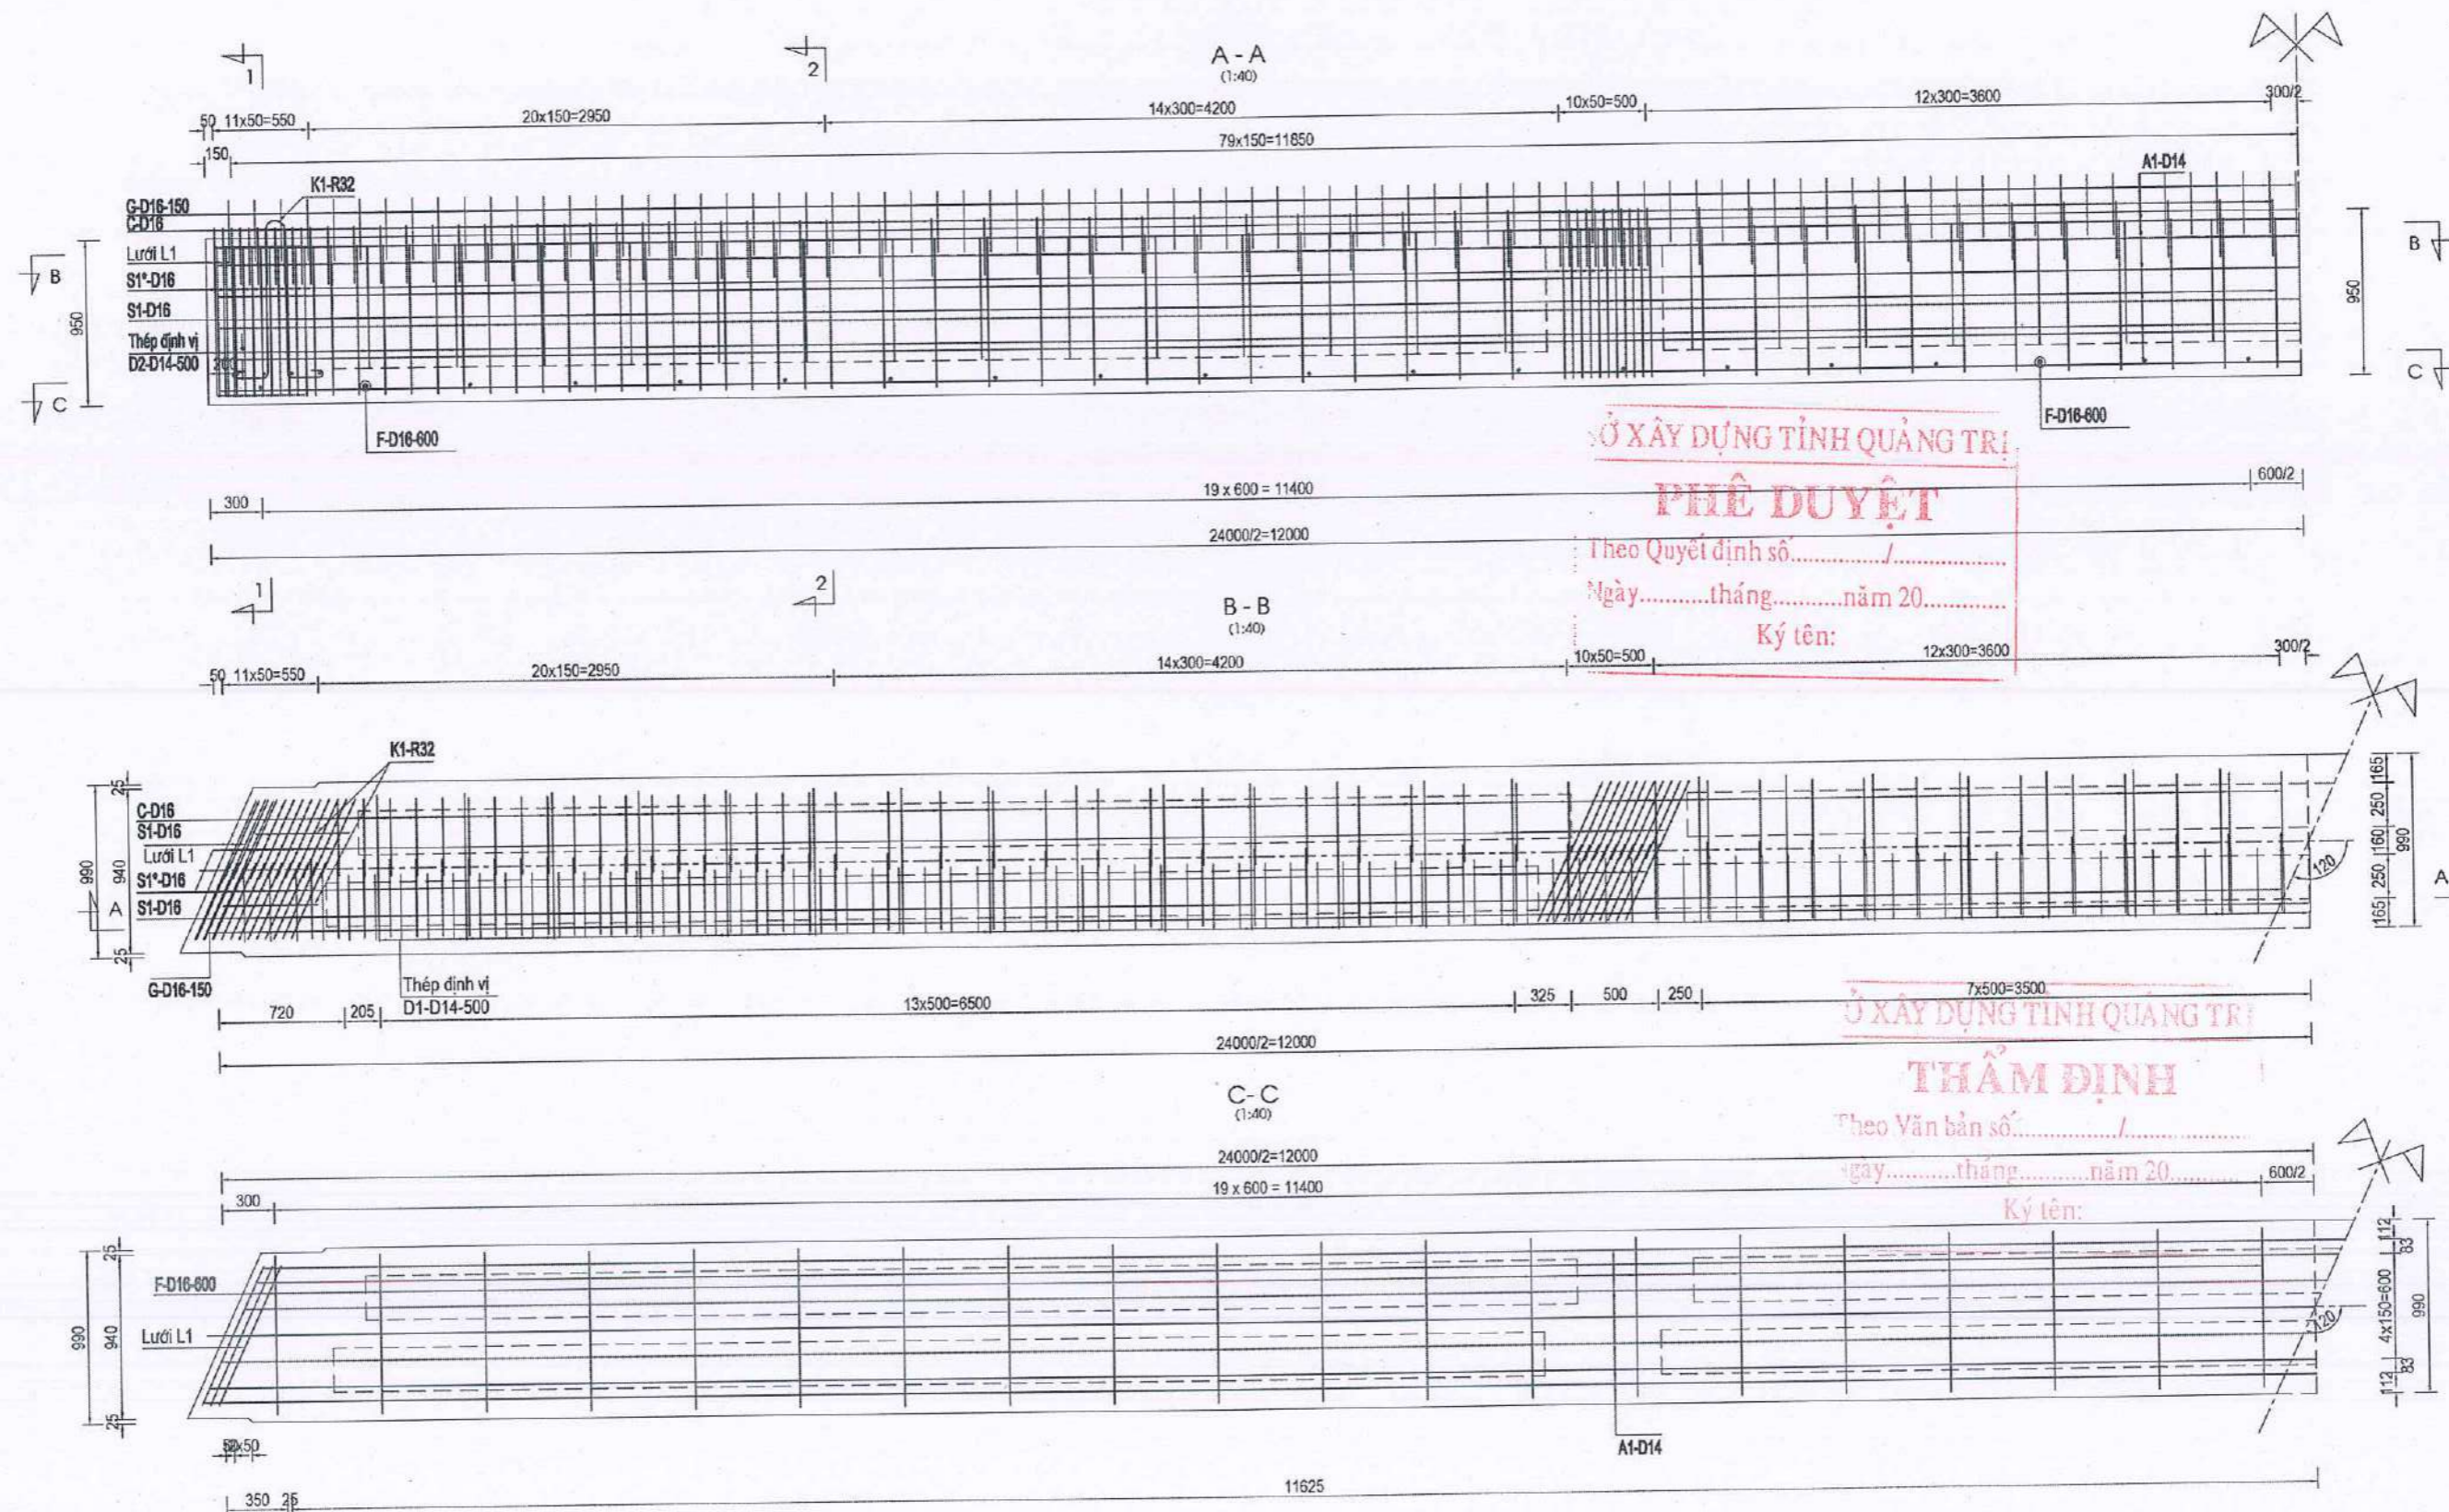 A - A
(1:40)
1
2
50 11x50=550
20x150=2950
14x300=4200
10x50=500
12x300=3600
300/2
150
79x150=11850
K1-R32
A1-D14
G-D16-150
C-D16
Lưới L1
S1*-D16
S1-D16
Thép định vị
D2-D14-500
200
B
B
950
950
C
C
F-D16-600
F-D16-600
300
19 x 600 = 11400
600/2
24000/2=12000
SỞ XÂY DỰNG TỈNH QUẢNG TRỊ
PHÊ DUYỆT
Theo Quyết định số............/...............
Ngày..........tháng..........năm 20............
Ký tên:
1
2
B - B
(1:40)
50 11x50=550
20x150=2950
14x300=4200
10x50=500
12x300=3600
300/2
K1-R32
C-D16
S1-D16
Lưới L1
S1*-D16
S1-D16
25
940
25
990
A
A
165
250
160
250
165
990
120
G-D16-150
Thép định vị
D1-D14-500
720
205
13x500=6500
325
500
250
7x500=3500
24000/2=12000
SỞ XÂY DỰNG TỈNH QUẢNG TRỊ
THẨM ĐỊNH
Theo Văn bản số............../................
Ngày..........tháng..........năm 20..........
Ký tên:
C- C
(1:40)
24000/2=12000
300
19 x 600 = 11400
600/2
F-D16-600
Lưới L1
25
940
25
990
112
83
4x150=600
83
112
990
120
A1-D14
350
25
11625